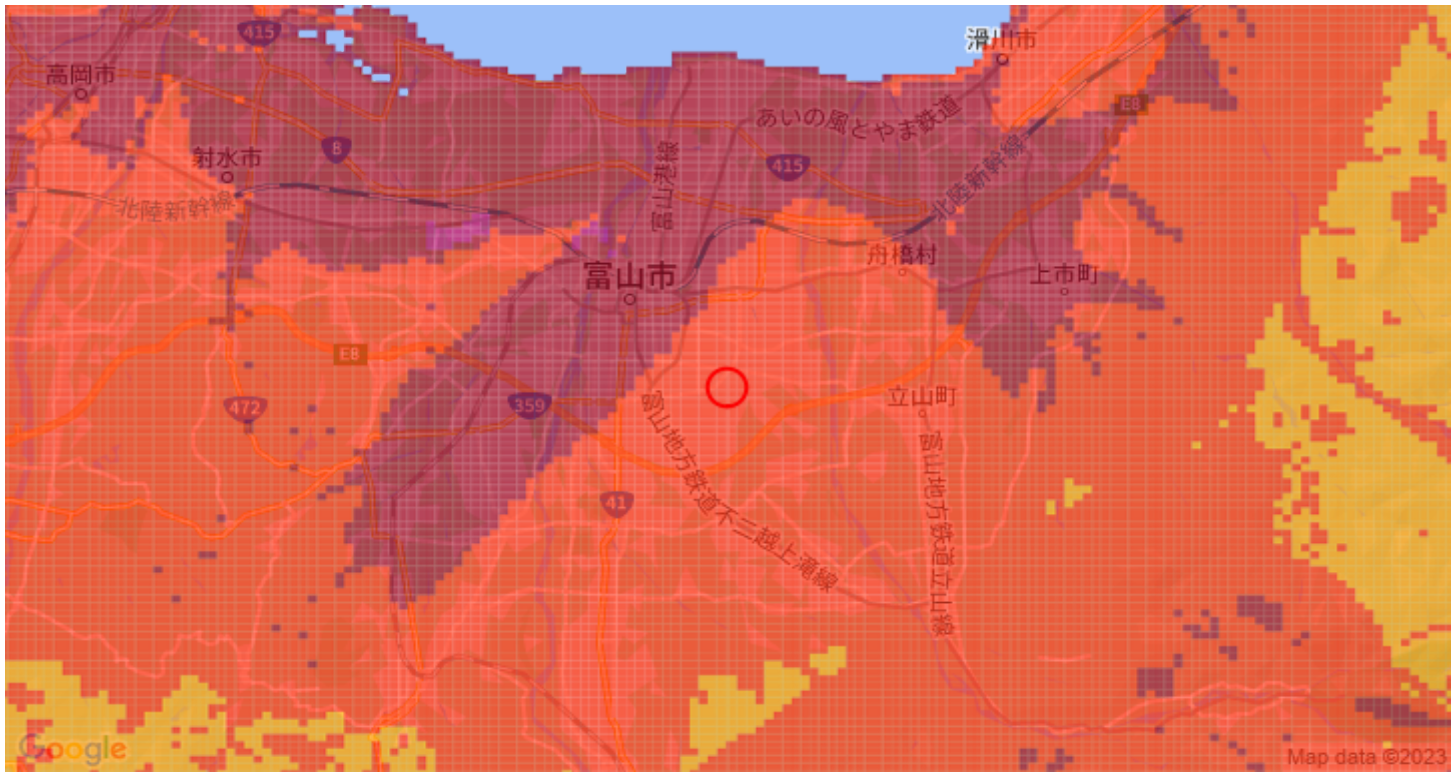 415
滑川市
高岡市
E8
あいの風とやま鉄道
8
415
射水市
富山港線
北陸新幹線
北陸新幹線
舟橋村
富山市
上市町
E8
立山町
472
359
富山地方鉄道不二越上滝線
富山地方鉄道立山線
41
Google
Map data ©2023